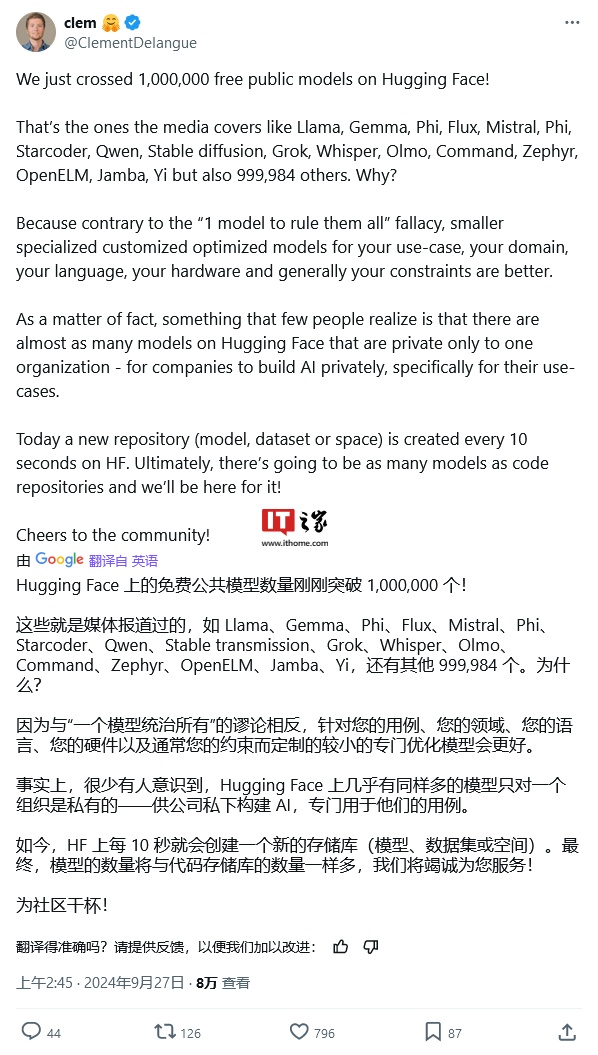 clem 🤗
@ClementDelangue
We just crossed 1,000,000 free public models on Hugging Face!
That's the ones the media covers like Llama, Gemma, Phi, Flux, Mistral, Phi,
Starcoder, Qwen, Stable diffusion, Grok, Whisper, Olmo, Command, Zephyr,
OpenELM, Jamba, Yi but also 999,984 others. Why?
Because contrary to the “1 model to rule them all” fallacy, smaller
specialized customized optimized models for your use-case, your domain,
your language, your hardware and generally your constraints are better.
As a matter of fact, something that few people realize is that there are
almost as many models on Hugging Face that are private only to one
organization - for companies to build AI privately, specifically for their use-
cases.
Today a new repository (model, dataset or space) is created every 10
seconds on HF. Ultimately, there's going to be as many models as code
repositories and we'll be here for it!
Cheers to the community!
IT之家
www.ithome.com
由 Google 翻译自 英语
Hugging Face 上的免费公共模型数量刚刚突破 1,000,000 个！
这些就是媒体报道过的，如 Llama、Gemma、Phi、Flux、Mistral、Phi、
Starcoder、Qwen、Stable transmission、Grok、Whisper、Olmo、
Command、Zephyr、OpenELM、Jamba、Yi，还有其他 999,984 个。为什
么？
因为与“一个模型统治所有”的谬论相反，针对您的用例、您的领域、您的语
言、您的硬件以及通常您的约束而定制的较小的专门优化模型会更好。
事实上，很少有人意识到，Hugging Face 上几乎有同样多的模型只对一个
组织是私有的——供公司私下构建 AI，专门用于他们的用例。
如今，HF 上每 10 秒就会创建一个新的存储库（模型、数据集或空间）。最
终，模型的数量将与代码存储库的数量一样多，我们将竭诚为您服务！
为社区干杯！
翻译得准确吗？请提供反馈，以便我们加以改进：
上午2:45 · 2024年9月27日 · 8万 查看
44 126 796 87